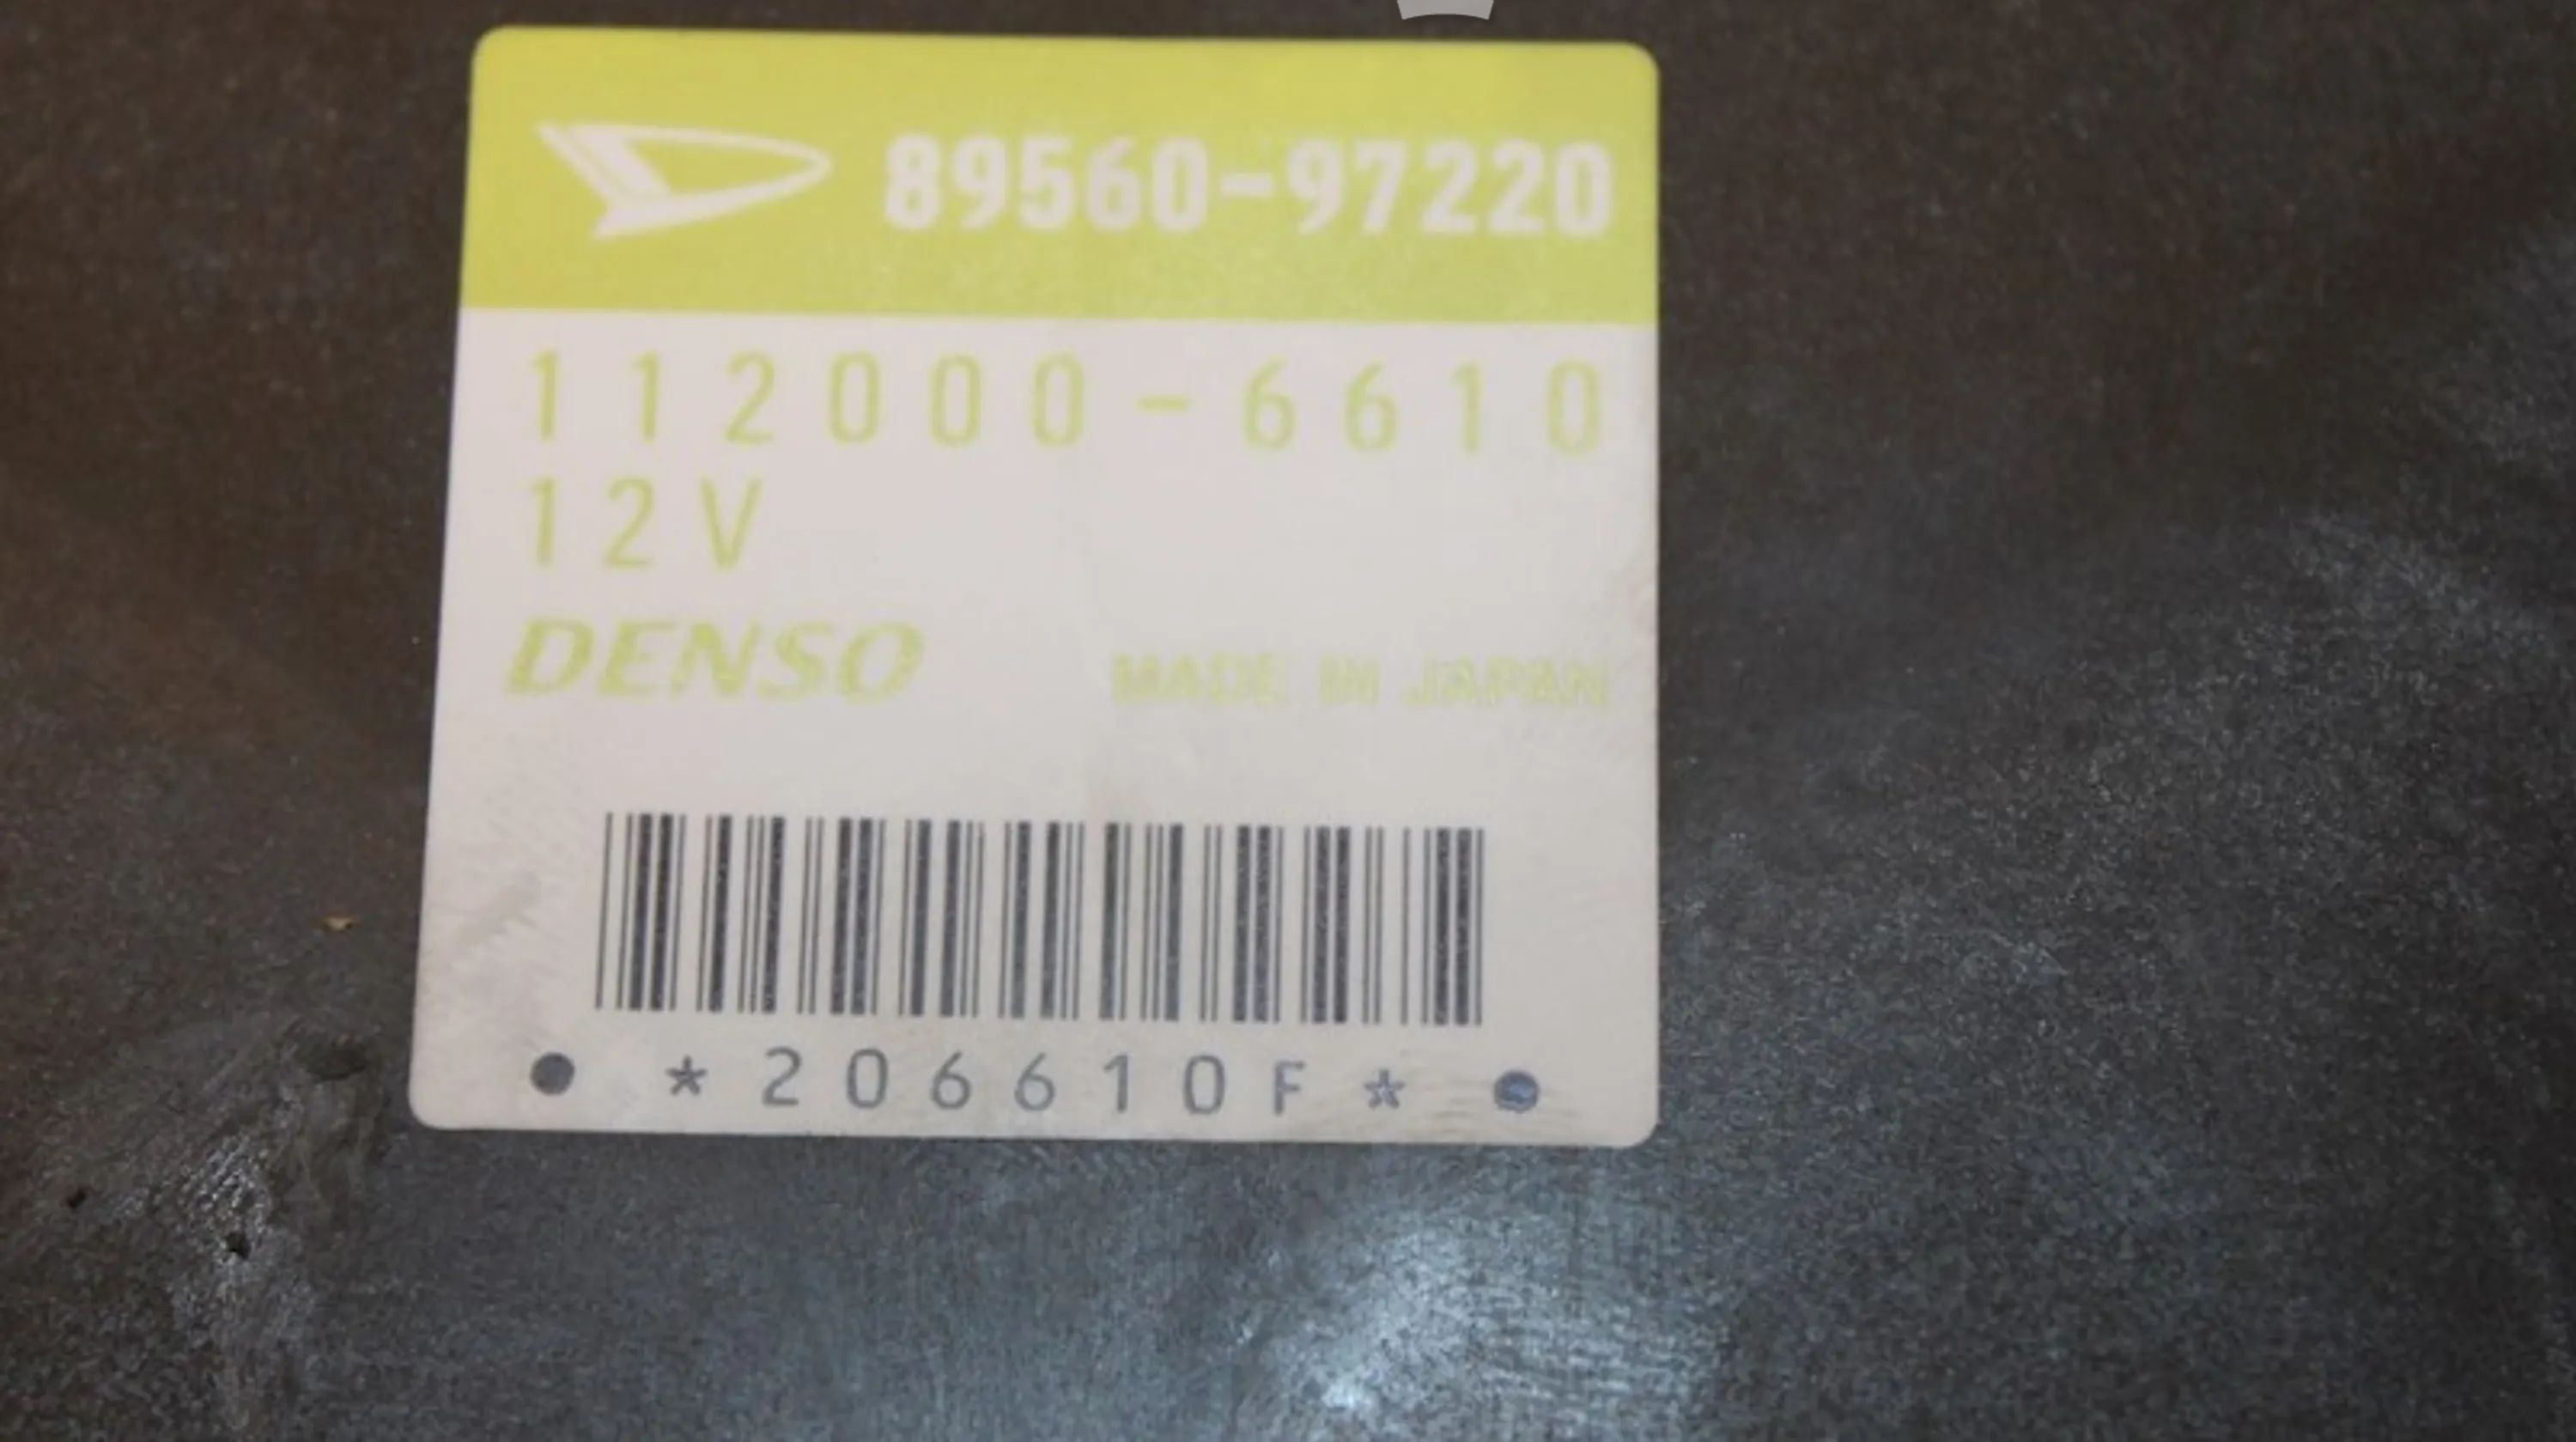 89560-97220
112000-6610
12V
DENSO MADE IN JAPAN
*206610F*